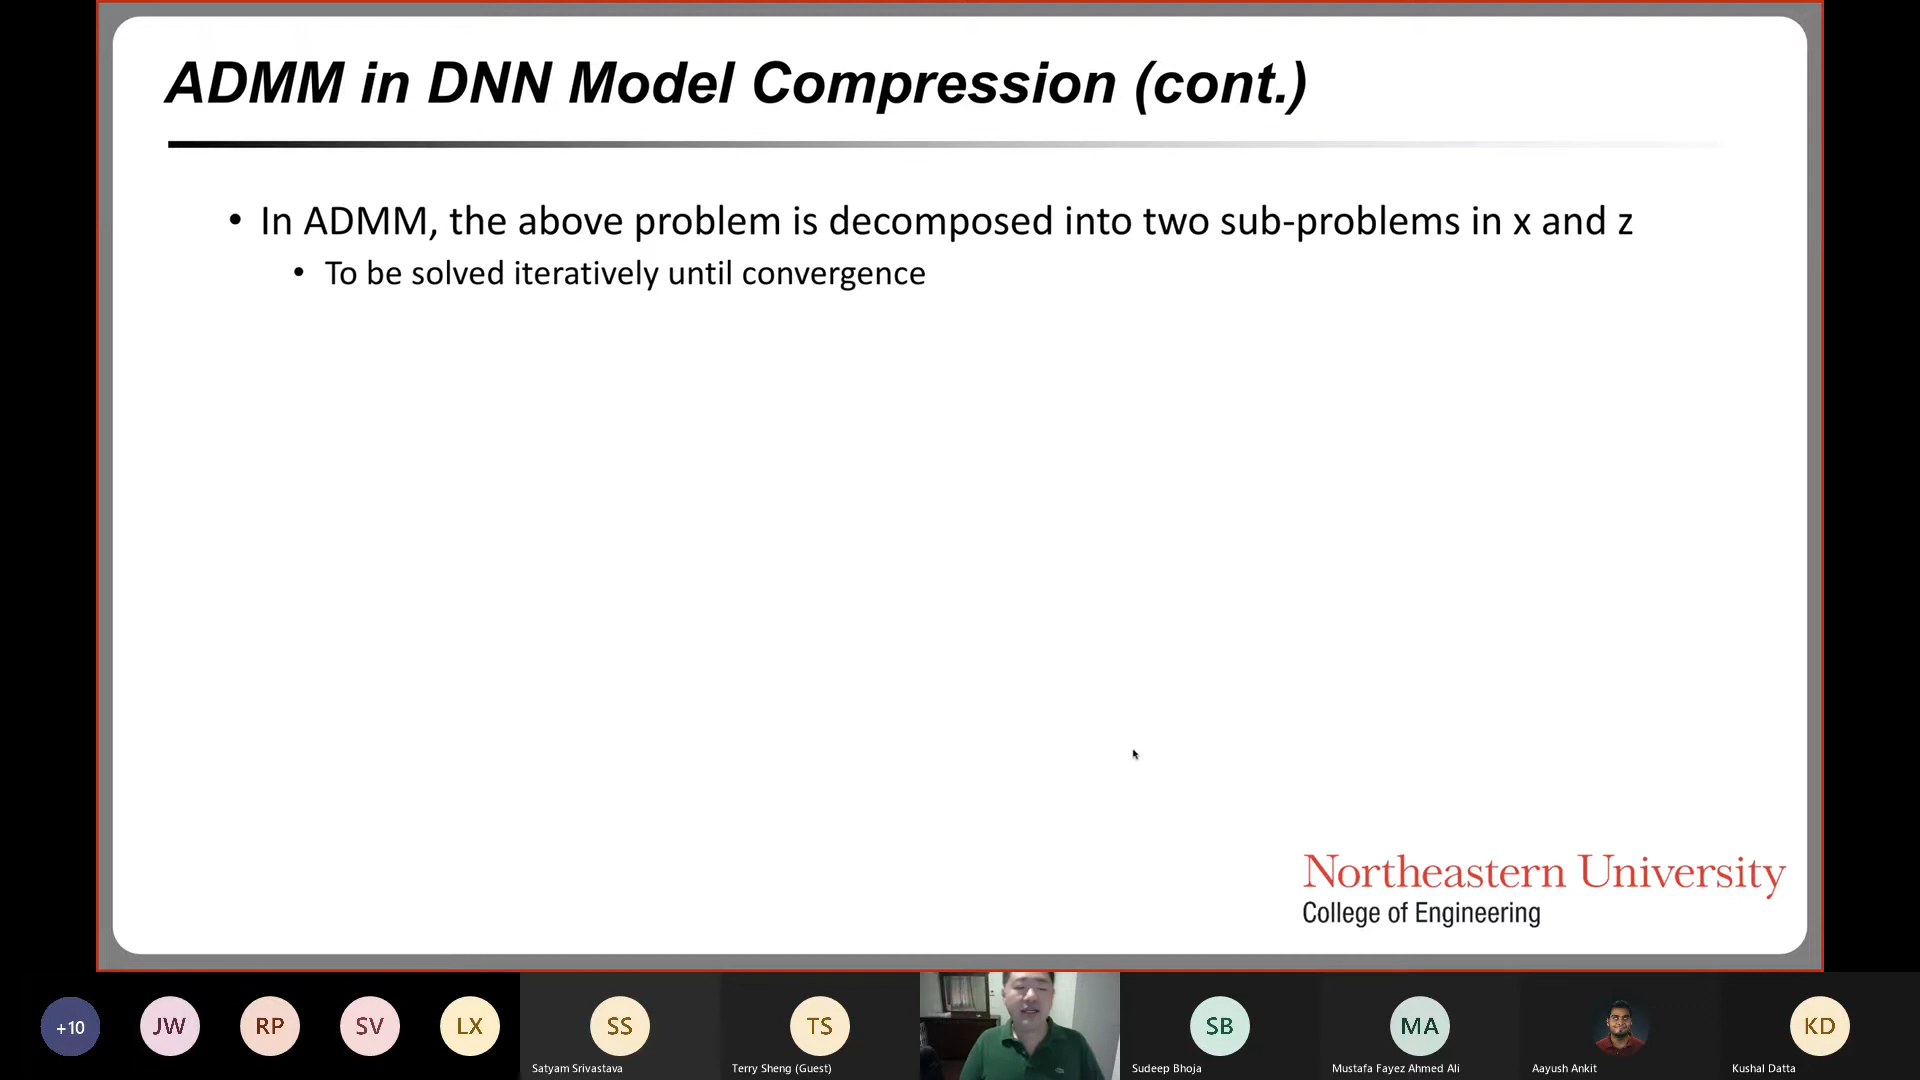 ADMM in DNN Model Compression (cont.)
• In ADMM, the above problem is decomposed into two sub-problems in x and z
• To be solved iteratively until convergence
Northeastern University
College of Engineering
+10
JW
RP
SV
LX
SS
TS
SB
MA
KD
Satyam Srivastava
Terry Sheng (Guest)
Sudeep Bhoja
Mustafa Fayez Ahmed Ali
Aayush Ankit
Kushal Datta